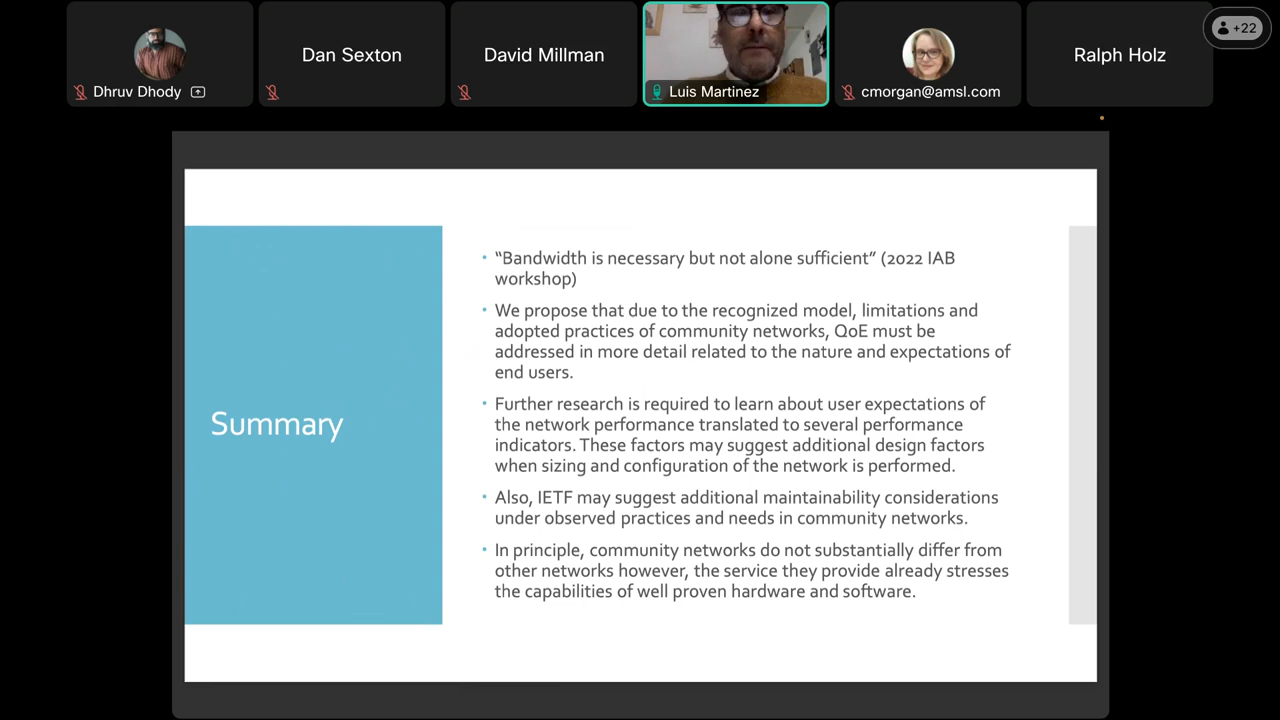 Dhruv Dhody
Dan Sexton
David Millman
Luis Martinez
cmorgan@amsl.com
Ralph Holz
+22
Summary
• “Bandwidth is necessary but not alone sufficient” (2022 IAB
workshop)
• We propose that due to the recognized model, limitations and
adopted practices of community networks, QoE must be
addressed in more detail related to the nature and expectations of
end users.
• Further research is required to learn about user expectations of
the network performance translated to several performance
indicators. These factors may suggest additional design factors
when sizing and configuration of the network is performed.
• Also, IETF may suggest additional maintainability considerations
under observed practices and needs in community networks.
• In principle, community networks do not substantially differ from
other networks however, the service they provide already stresses
the capabilities of well proven hardware and software.